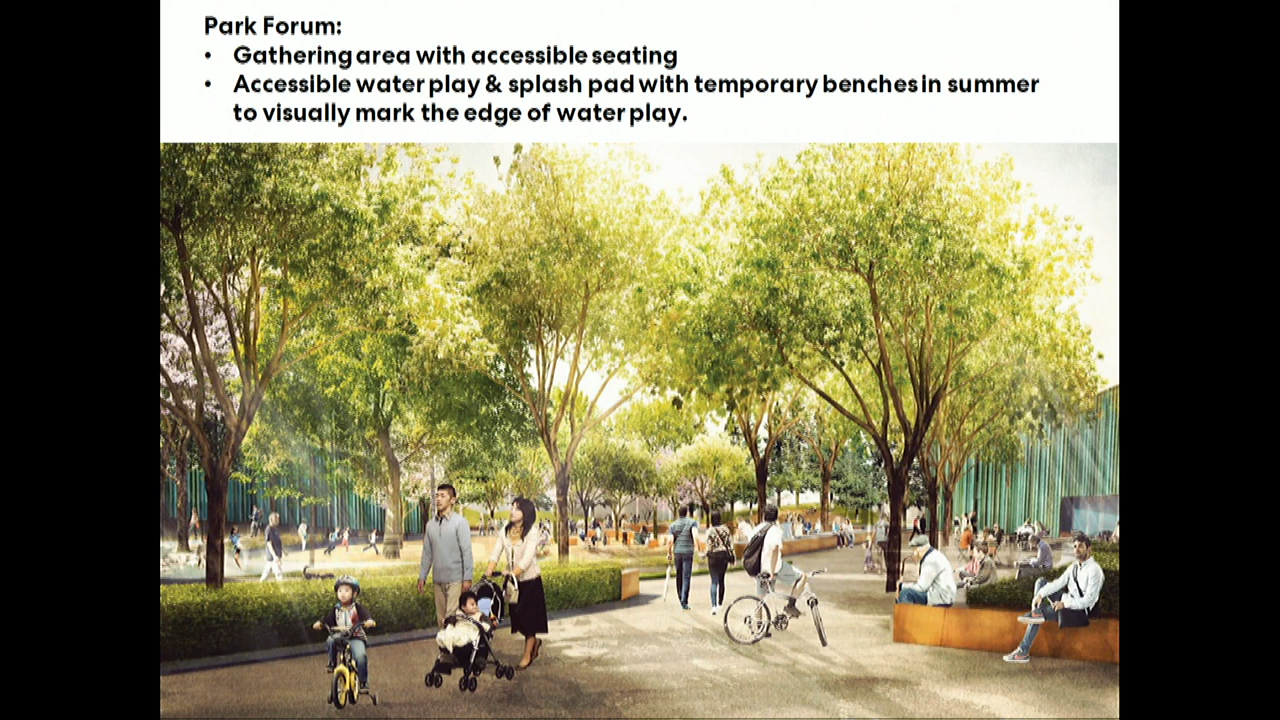 Park Forum:
• Gathering area with accessible seating
• Accessible water play & splash pad with temporary benches in summer
to visually mark the edge of water play.